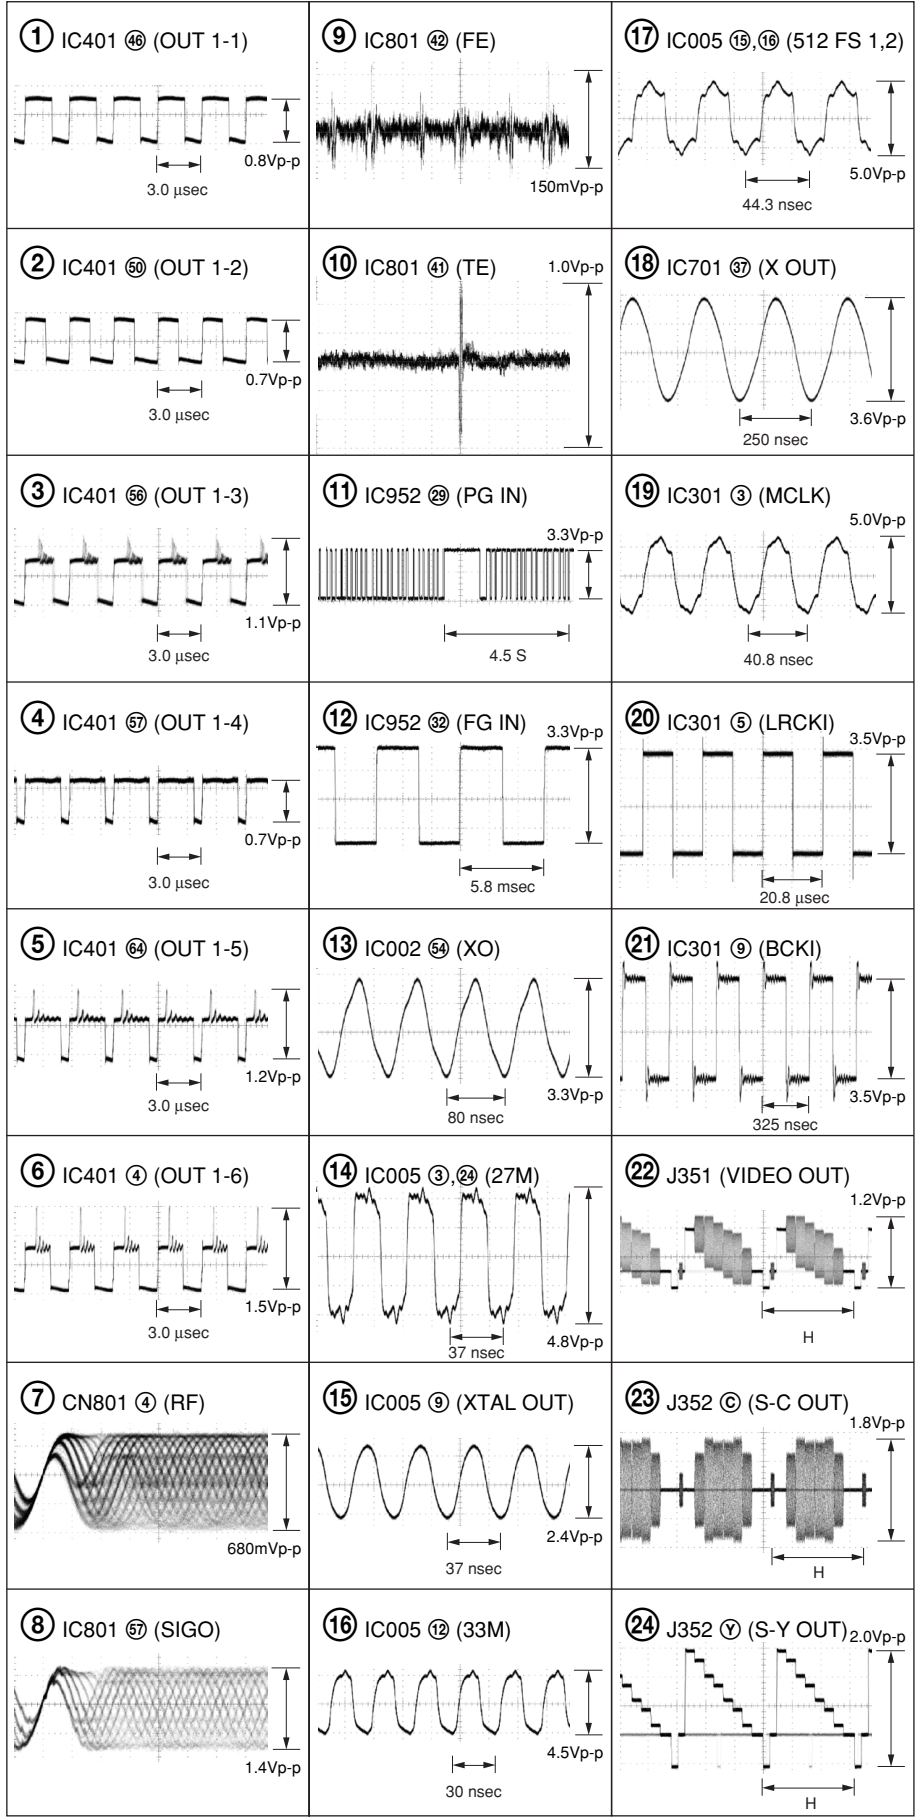 ① IC401 ㊻ (OUT 1-1)
0.8Vp-p
3.0 μsec
② IC401 ㊿ (OUT 1-2)
0.7Vp-p
3.0 μsec
③ IC401 56 (OUT 1-3)
1.1Vp-p
3.0 μsec
④ IC401 57 (OUT 1-4)
0.7Vp-p
3.0 μsec
⑤ IC401 64 (OUT 1-5)
1.2Vp-p
3.0 μsec
⑥ IC401 ④ (OUT 1-6)
1.5Vp-p
3.0 μsec
⑦ CN801 ④ (RF)
680mVp-p
⑧ IC801 57 (SIGO)
1.4Vp-p
⑨ IC801 ㊷ (FE)
150mVp-p
⑩ IC801 ㊶ (TE)
1.0Vp-p
⑪ IC952 ㉙ (PG IN)
3.3Vp-p
4.5 S
⑫ IC952 ㉜ (FG IN)
3.3Vp-p
5.8 msec
⑬ IC002 54 (XO)
3.3Vp-p
80 nsec
⑭ IC005 ③,㉔ (27M)
4.8Vp-p
37 nsec
⑮ IC005 ⑨ (XTAL OUT)
2.4Vp-p
37 nsec
⑯ IC005 ⑫ (33M)
4.5Vp-p
30 nsec
⑰ IC005 ⑮,⑯ (512 FS 1,2)
5.0Vp-p
44.3 nsec
⑱ IC701 ㊲ (X OUT)
3.6Vp-p
250 nsec
⑲ IC301 ③ (MCLK)
5.0Vp-p
40.8 nsec
⑳ IC301 ⑤ (LRCKI)
3.5Vp-p
20.8 μsec
㉑ IC301 ⑨ (BCKI)
3.5Vp-p
325 nsec
㉒ J351 (VIDEO OUT)
1.2Vp-p
H
㉓ J352 Ⓒ (S-C OUT)
1.8Vp-p
H
㉔ J352 Ⓨ (S-Y OUT)
2.0Vp-p
H